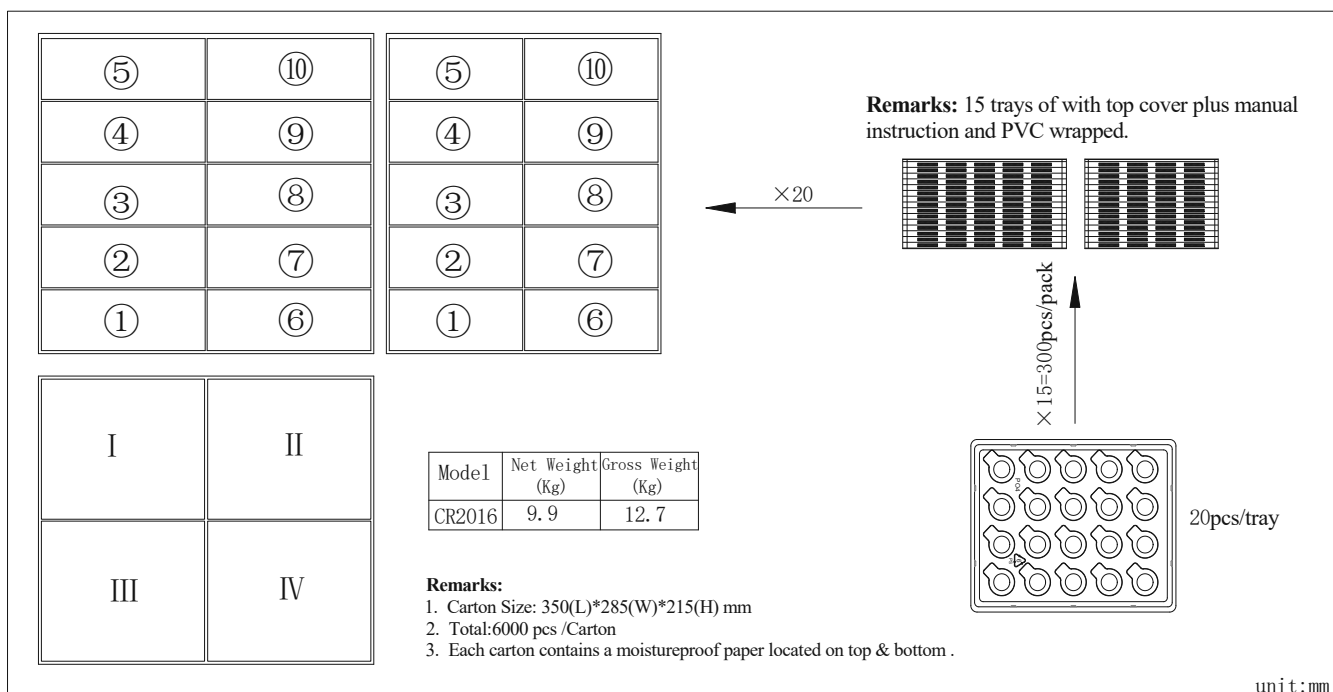 ⑤ ⑩ ⑤ ⑩
④ ⑨ ④ ⑨
③ ⑧ ③ ⑧
② ⑦ ② ⑦
① ⑥ ① ⑥
Remarks: 15 trays of with top cover plus manual
instruction and PVC wrapped.
×20
×15=300pcs/pack
20pcs/tray
Ⅰ Ⅱ
Ⅲ Ⅳ
Model Net Weight (Kg) Gross Weight (Kg)
CR2016 9.9 12.7
Remarks:
1. Carton Size: 350(L)*285(W)*215(H) mm
2. Total:6000 pcs /Carton
3. Each carton contains a moistureproof paper located on top & bottom .
unit:mm